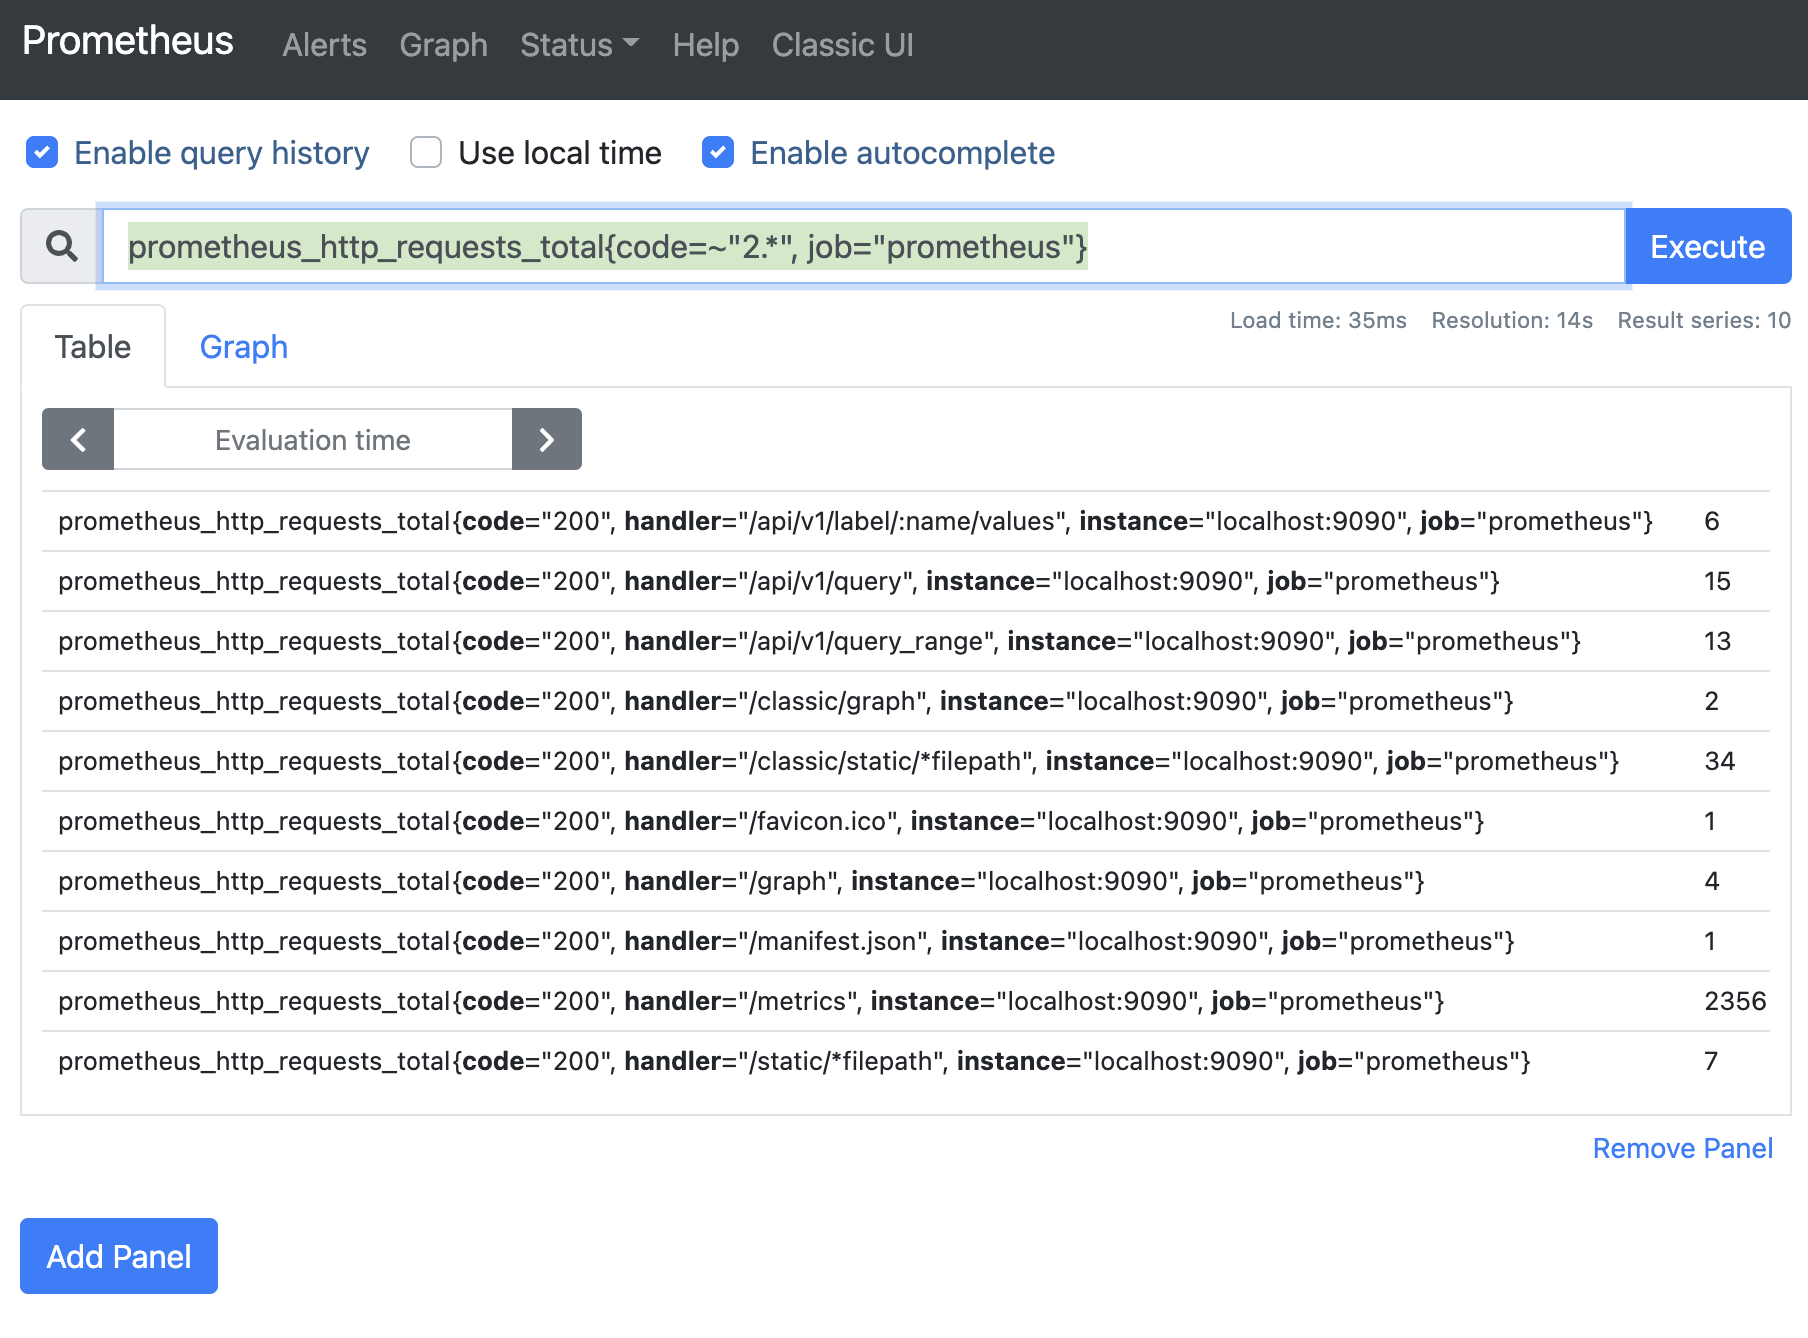 Prometheus Alerts Graph Status Help Classic UI
Enable query history Use local time Enable autocomplete
prometheus_http_requests_total{code=~"2.*", job="prometheus"} Execute
Load time: 35ms Resolution: 14s Result series: 10
Table Graph
Evaluation time
prometheus_http_requests_total{code="200", handler="/api/v1/label/:name/values", instance="localhost:9090", job="prometheus"} 6
prometheus_http_requests_total{code="200", handler="/api/v1/query", instance="localhost:9090", job="prometheus"} 15
prometheus_http_requests_total{code="200", handler="/api/v1/query_range", instance="localhost:9090", job="prometheus"} 13
prometheus_http_requests_total{code="200", handler="/classic/graph", instance="localhost:9090", job="prometheus"} 2
prometheus_http_requests_total{code="200", handler="/classic/static/*filepath", instance="localhost:9090", job="prometheus"} 34
prometheus_http_requests_total{code="200", handler="/favicon.ico", instance="localhost:9090", job="prometheus"} 1
prometheus_http_requests_total{code="200", handler="/graph", instance="localhost:9090", job="prometheus"} 4
prometheus_http_requests_total{code="200", handler="/manifest.json", instance="localhost:9090", job="prometheus"} 1
prometheus_http_requests_total{code="200", handler="/metrics", instance="localhost:9090", job="prometheus"} 2356
prometheus_http_requests_total{code="200", handler="/static/*filepath", instance="localhost:9090", job="prometheus"} 7
Remove Panel
Add Panel